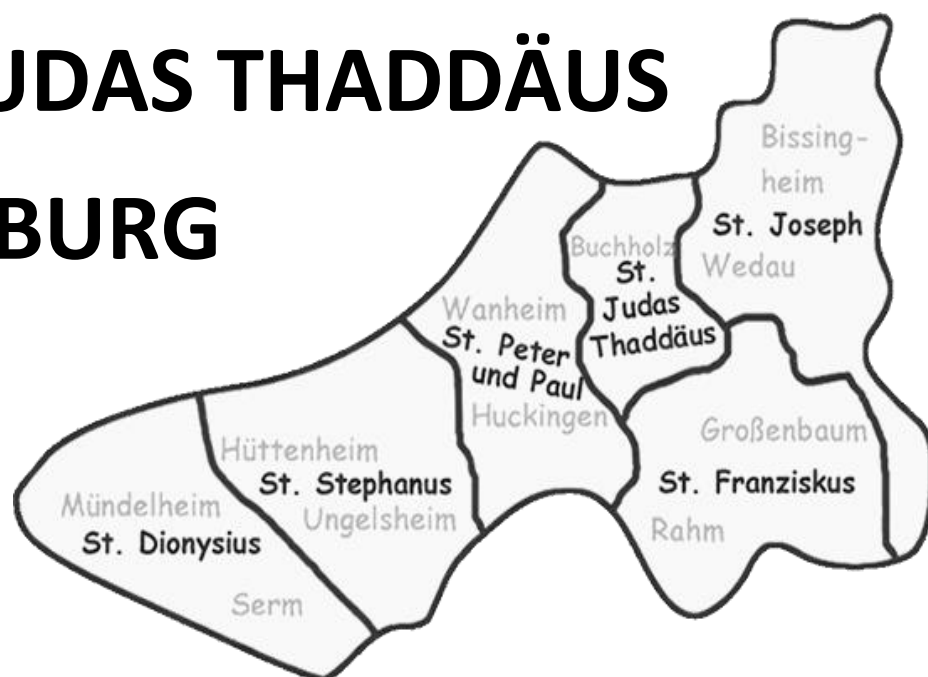 UDAS THADDÄUS
BURG
Bissing-
heim
St. Joseph
Wedau
Buchholz
St.
Judas
Thaddäus
Wanheim
St. Peter
und Paul
Huckingen
Großenbaum
St. Franziskus
Rahm
Hüttenheim
St. Stephanus
Ungelsheim
Mündelheim
St. Dionysius
Serm